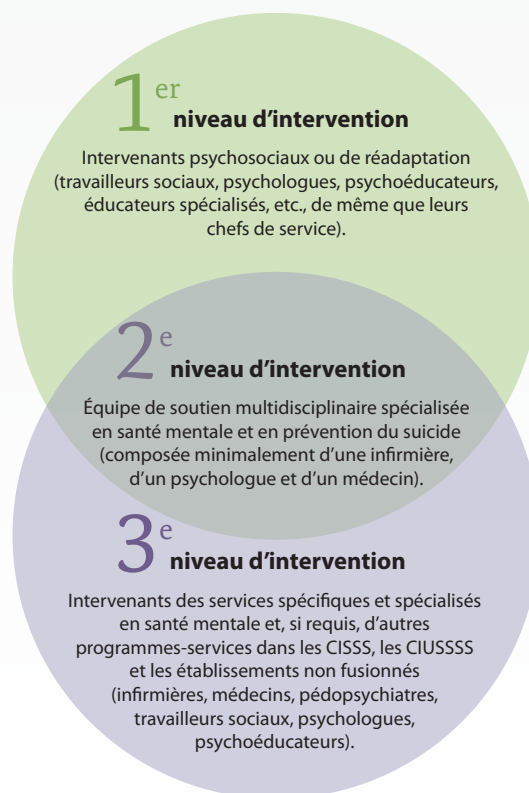 1er
niveau d'intervention
Intervenants psychosociaux ou de réadaptation
(travailleurs sociaux, psychologues, psychoéducateurs,
éducateurs spécialisés, etc., de même que leurs
chefs de service).
2e
niveau d'intervention
Équipe de soutien multidisciplinaire spécialisée
en santé mentale et en prévention du suicide
(composée minimalement d'une infirmière,
d'un psychologue et d'un médecin).
3e
niveau d'intervention
Intervenants des services spécifiques et spécialisés
en santé mentale et, si requis, d'autres
programmes-services dans les CISSS, les CIUSSSS
et les établissements non fusionnés
(infirmières, médecins, pédopsychiatres,
travailleurs sociaux, psychologues,
psychoéducateurs).